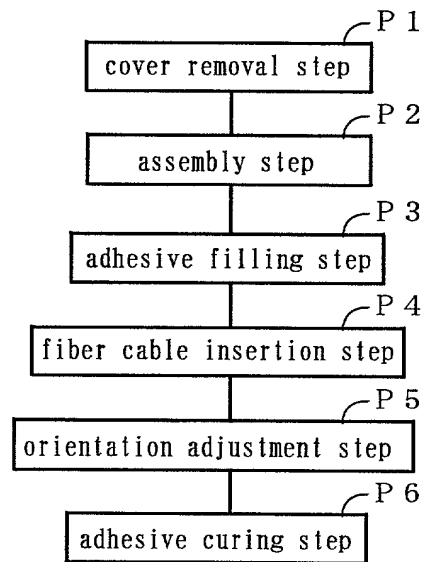 P 1
cover removal step
P 2
assembly step
P 3
adhesive filling step
P 4
fiber cable insertion step
P 5
orientation adjustment step
P 6
adhesive curing step